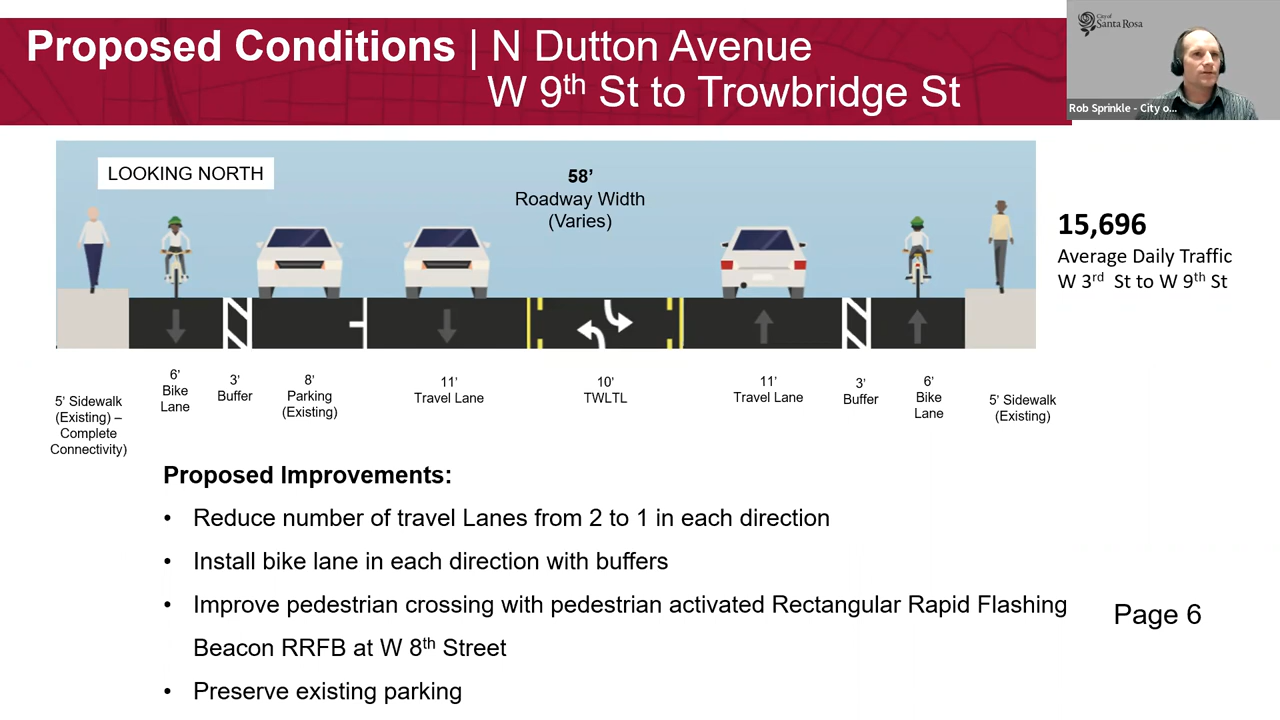 Proposed Conditions | N Dutton Avenue
W 9th St to Trowbridge St
City of
Santa Rosa
Rob Sprinkle - City o...
LOOKING NORTH
58'
Roadway Width
(Varies)
15,696
Average Daily Traffic
W 3rd St to W 9th St
5' Sidewalk
(Existing) –
Complete
Connectivity)
6'
Bike
Lane
3'
Buffer
8'
Parking
(Existing)
11'
Travel Lane
10'
TWLTL
11'
Travel Lane
3'
Buffer
6'
Bike
Lane
5' Sidewalk
(Existing)
Proposed Improvements:
• Reduce number of travel Lanes from 2 to 1 in each direction
• Install bike lane in each direction with buffers
• Improve pedestrian crossing with pedestrian activated Rectangular Rapid Flashing
Beacon RRFB at W 8th Street
• Preserve existing parking
Page 6